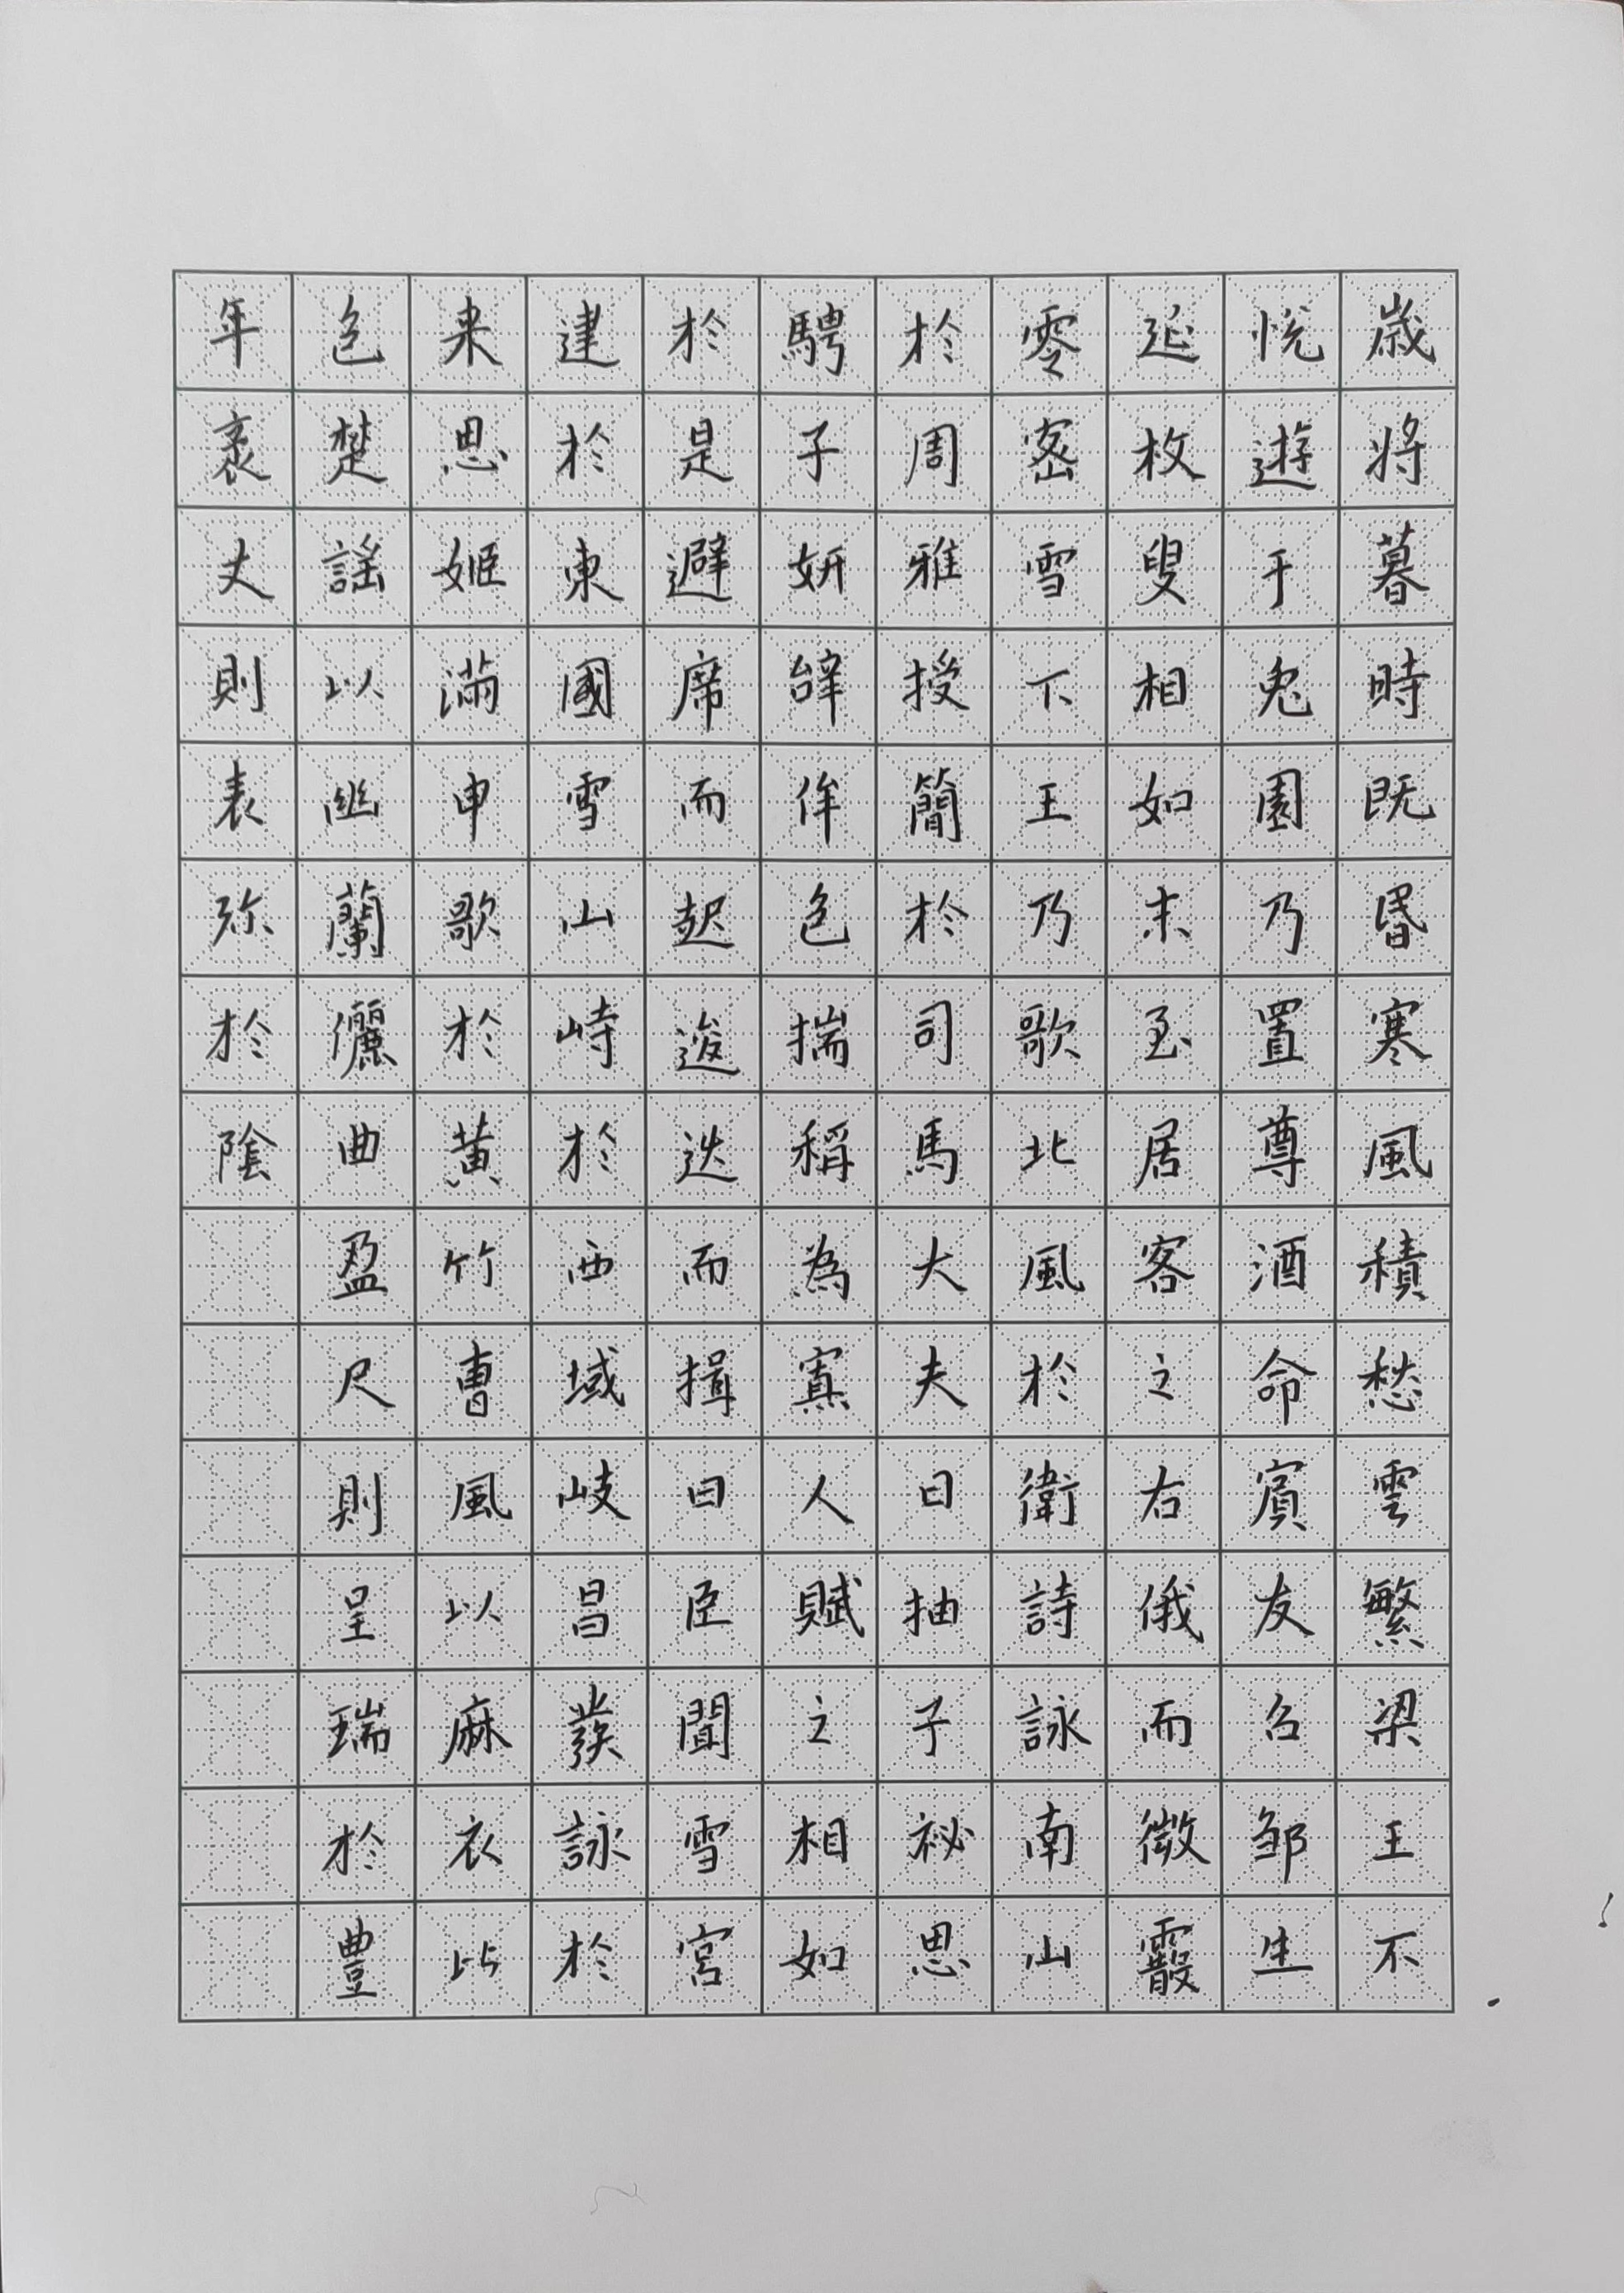 歲將暮時既昏寒風積愁雲繁梁王不
悅遊于兔園乃置尊酒命賓友召邹生
延枚叟相如末至居客之右俄而微霰
零密雪下王乃歌北風於衛詩詠南山
於周雅授簡於司馬大夫曰抽子祕思
騁子妍辞侔色揣稱為寡人賦之相如
於是避席而起逡迭而揖曰臣聞雪宮
建於東國雪山峙於西域岐昌發詠於
来思姬滿申歌於黃竹曹風以麻衣比
色楚謡以幽蘭儷曲盈尺則呈瑞於豊
年袤丈則表沴於陰